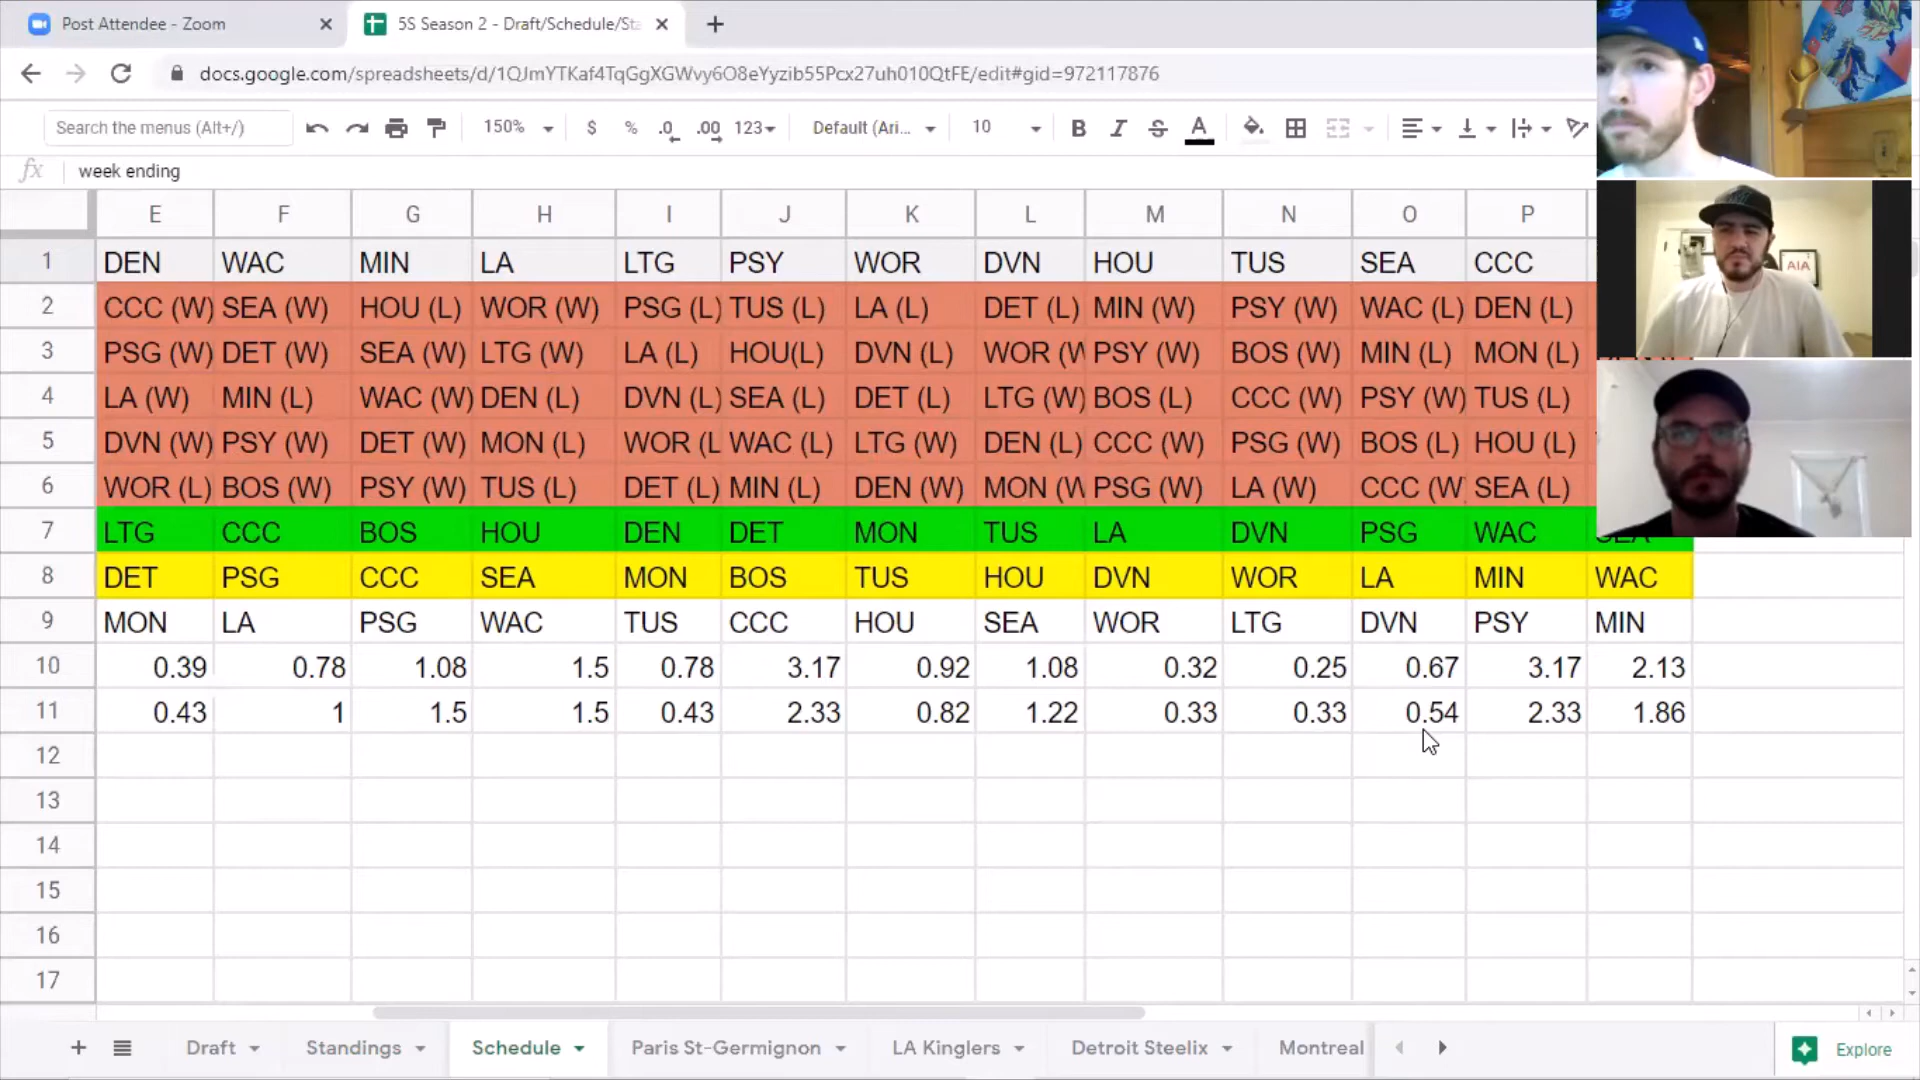 Post Attendee - Zoom
5S Season 2 - Draft/Schedule/Sta
docs.google.com/spreadsheets/d/1QJmYTKaf4TqGgXGWvy6O8eYyzib55Pcx27uh010QtFE/edit#gid=972117876
Search the menus (Alt+/) 150% $ % .0 .00 123 Default (Ari... 10 B I S A
fx week ending
E F G H I J K L M N O P
1 DEN WAC MIN LA LTG PSY WOR DVN HOU TUS SEA CCC
2 CCC (W) SEA (W) HOU (L) WOR (W) PSG (L) TUS (L) LA (L) DET (L) MIN (W) PSY (W) WAC (L) DEN (L)
3 PSG (W) DET (W) SEA (W) LTG (W) LA (L) HOU(L) DVN (L) WOR (W PSY (W) BOS (W) MIN (L) MON (L)
4 LA (W) MIN (L) WAC (W) DEN (L) DVN (L) SEA (L) DET (L) LTG (W) BOS (L) CCC (W) PSY (W) TUS (L)
5 DVN (W) PSY (W) DET (W) MON (L) WOR (L WAC (L) LTG (W) DEN (L) CCC (W) PSG (W) BOS (L) HOU (L)
6 WOR (L) BOS (W) PSY (W) TUS (L) DET (L) MIN (L) DEN (W) MON (W PSG (W) LA (W) CCC (W SEA (L)
7 LTG CCC BOS HOU DEN DET MON TUS LA DVN PSG WAC SEA
8 DET PSG CCC SEA MON BOS TUS HOU DVN WOR LA MIN WAC
9 MON LA PSG WAC TUS CCC HOU SEA WOR LTG DVN PSY MIN
10 0.39 0.78 1.08 1.5 0.78 3.17 0.92 1.08 0.32 0.25 0.67 3.17 2.13
11 0.43 1 1.5 1.5 0.43 2.33 0.82 1.22 0.33 0.33 0.54 2.33 1.86
12
13
14
15
16
17
Draft Standings Schedule Paris St-Germignon LA Kinglers Detroit Steelix Montreal Explore
AIA